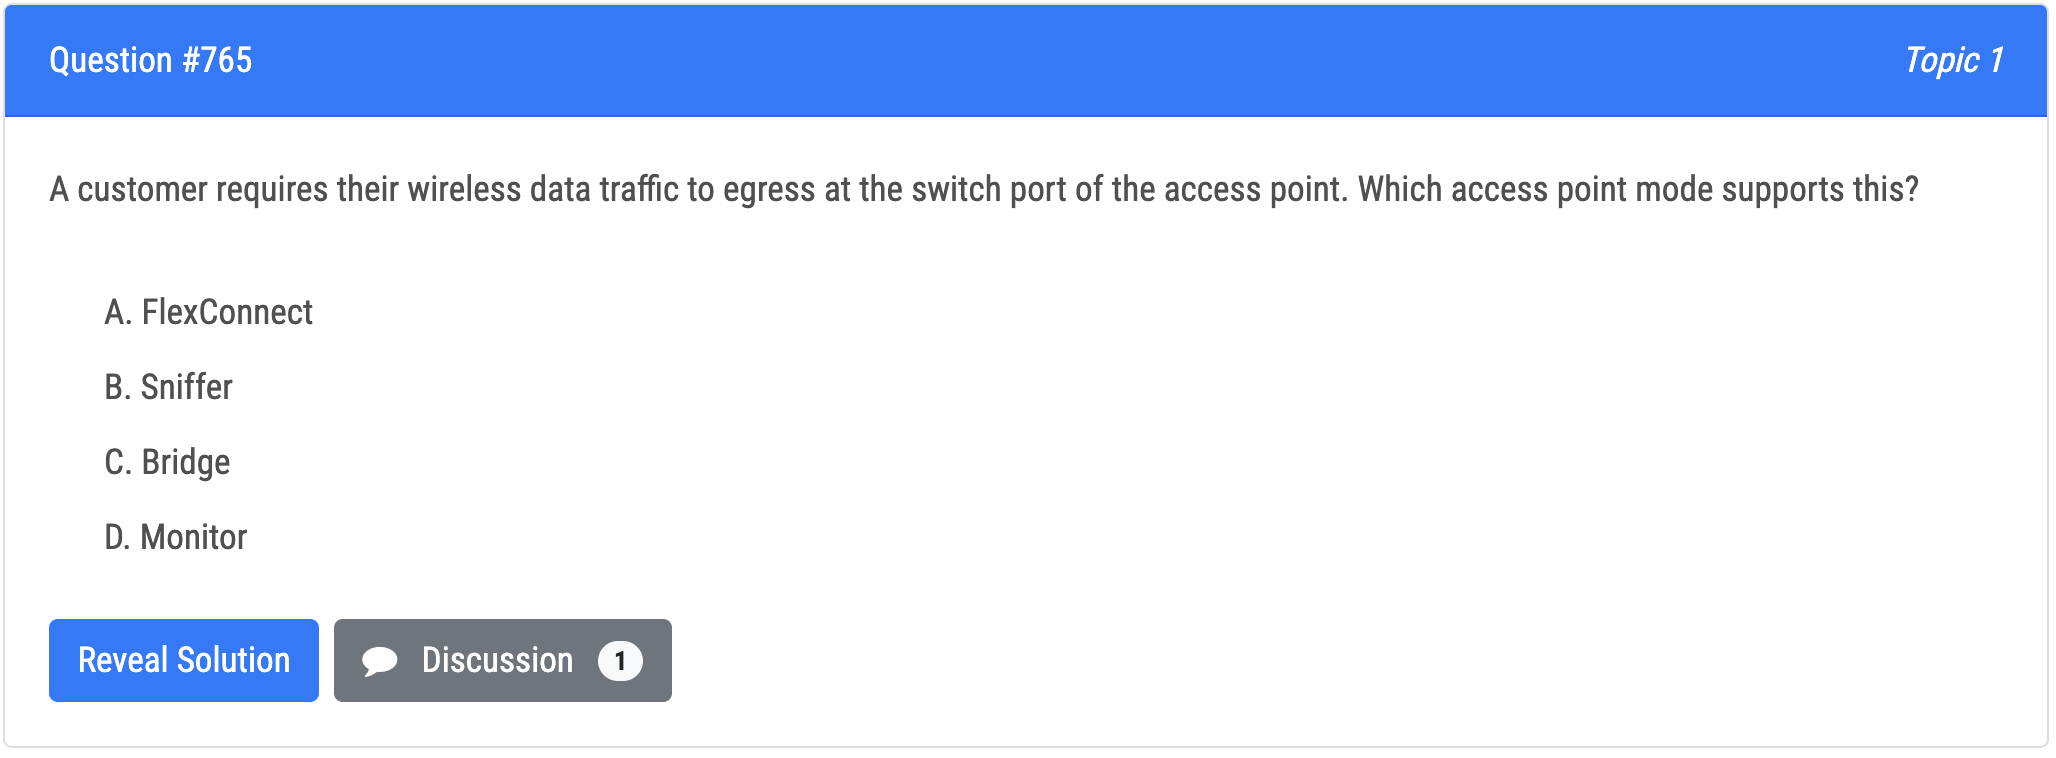 Question #765
Topic 1
A customer requires their wireless data traffic to egress at the switch port of the access point. Which access point mode supports this?
A. FlexConnect
B. Sniffer
C. Bridge
D. Monitor
Reveal Solution
Discussion 1